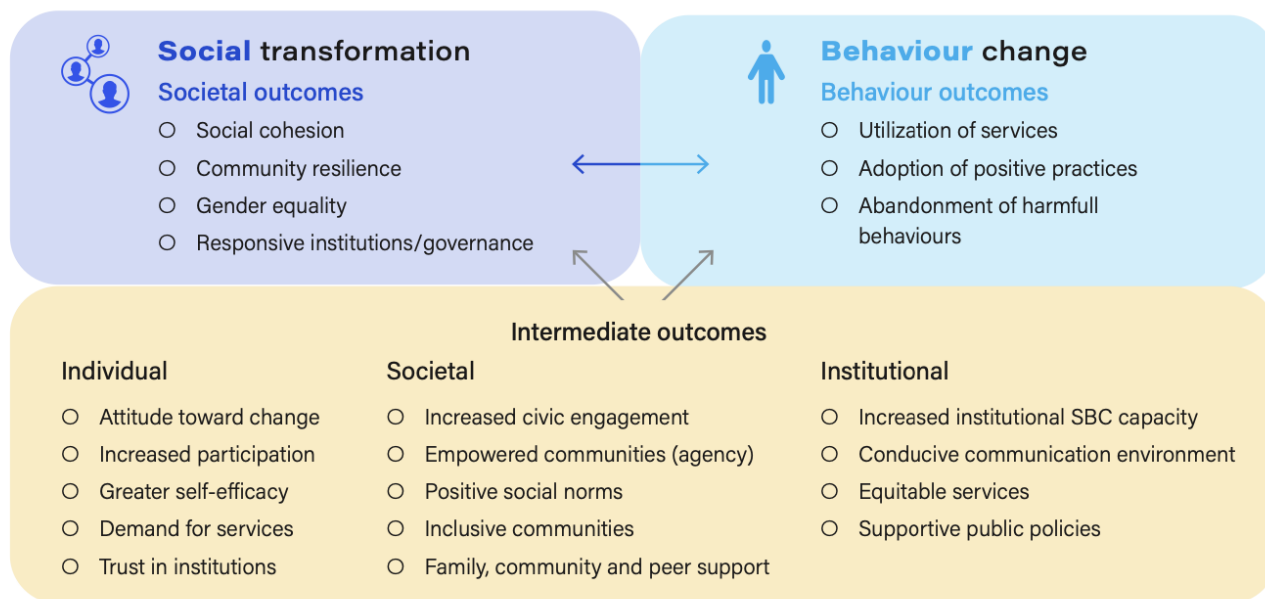 Social transformation
Societal outcomes
Social cohesion
Community resilience
Gender equality
Responsive institutions/governance
Behaviour change
Behaviour outcomes
Utilization of services
Adoption of positive practices
Abandonment of harmfull
behaviours
Intermediate outcomes
Individual
Attitude toward change
Increased participation
Greater self-efficacy
Demand for services
Trust in institutions
Societal
Increased civic engagement
Empowered communities (agency)
Positive social norms
Inclusive communities
Family, community and peer support
Institutional
Increased institutional SBC capacity
Conducive communication environment
Equitable services
Supportive public policies